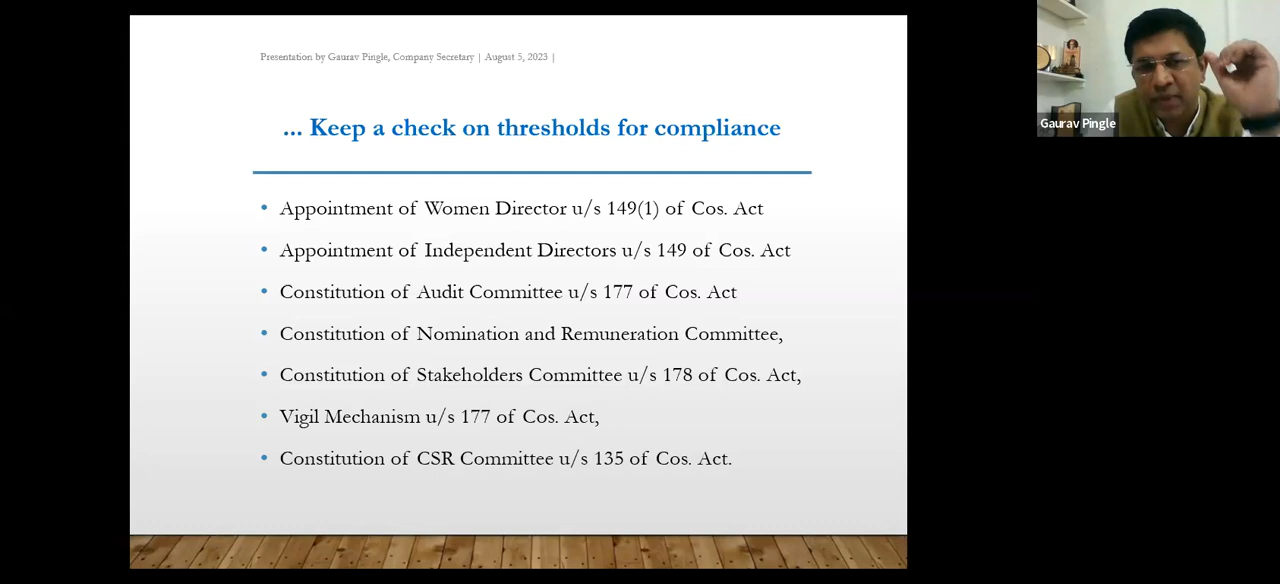 Presentation by Gaurav Pingle, Company Secretary | August 5, 2023 |
... Keep a check on thresholds for compliance
• Appointment of Women Director u/s 149(1) of Cos. Act
• Appointment of Independent Directors u/s 149 of Cos. Act
• Constitution of Audit Committee u/s 177 of Cos. Act
• Constitution of Nomination and Remuneration Committee,
• Constitution of Stakeholders Committee u/s 178 of Cos. Act,
• Vigil Mechanism u/s 177 of Cos. Act,
• Constitution of CSR Committee u/s 135 of Cos. Act.
Gaurav Pingle